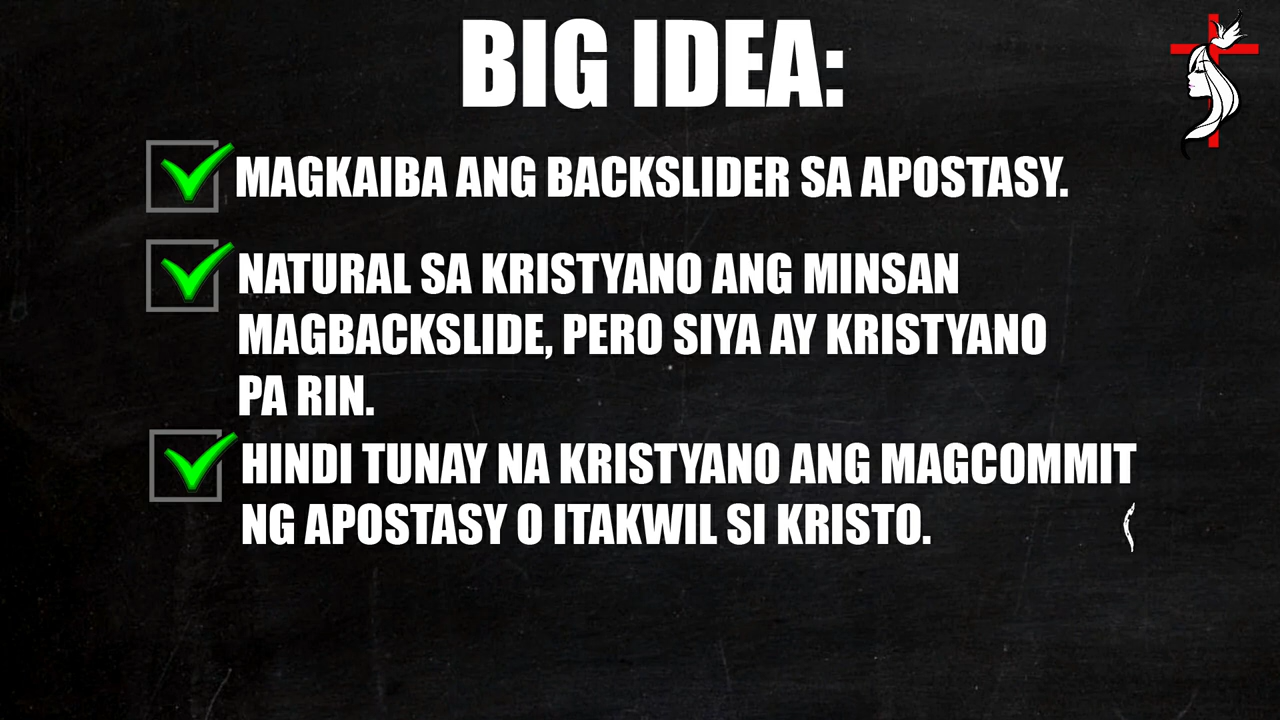 BIG IDEA:
MAGKAIBA ANG BACKSLIDER SA APOSTASY.
NATURAL SA KRISTYANO ANG MINSAN
MAGBACKSLIDE, PERO SIYA AY KRISTYANO
PA RIN.
HINDI TUNAY NA KRISTYANO ANG MAGCOMMIT
NG APOSTASY O ITAKWIL SI KRISTO.